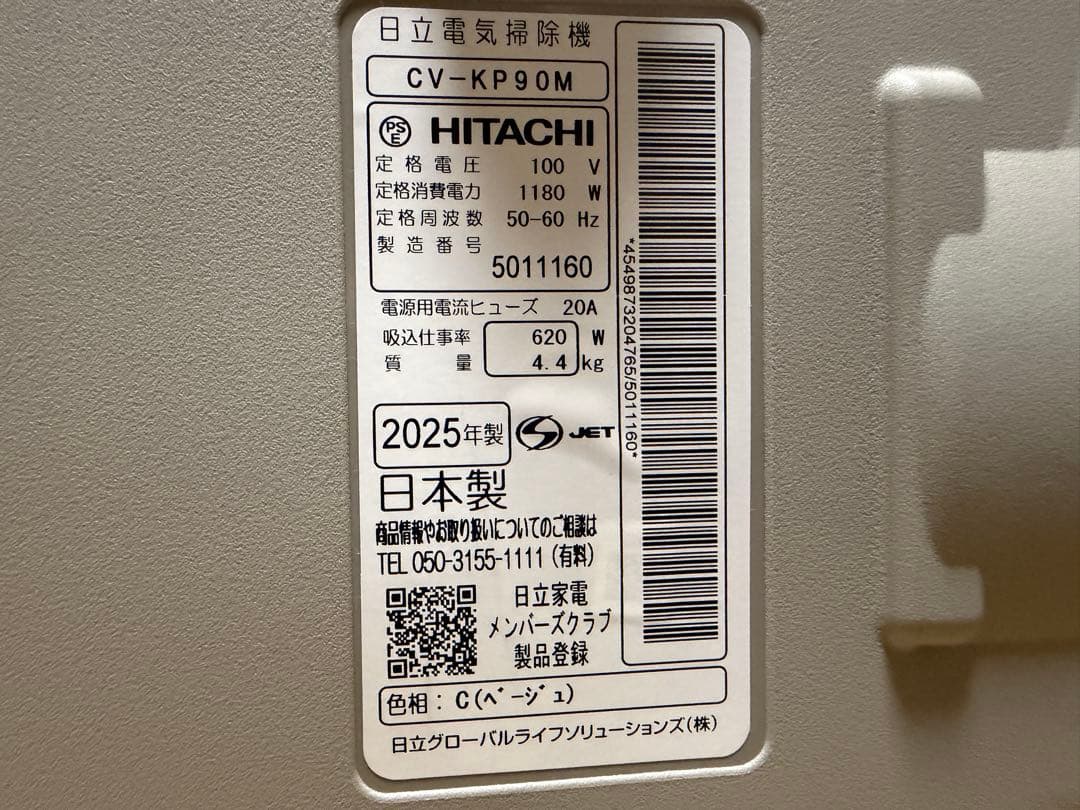 日立電気掃除機
CV-KP90M
PSE HITACHI
定格電圧 100 V
定格消費電力 1180 W
定格周波数 50-60 Hz
製造番号
5011160
電源用電流ヒューズ 20A
吸込仕事率 620 W
質量 4.4 kg
2025年製 S JET
日本製
商品情報やお取り扱いについてのご相談は
TEL 050-3155-1111 (有料)
日立家電
メンバーズクラブ
製品登録
色相: C(ベージュ)
日立グローバルライフソリューションズ(株)
*4549873204765/5011160*